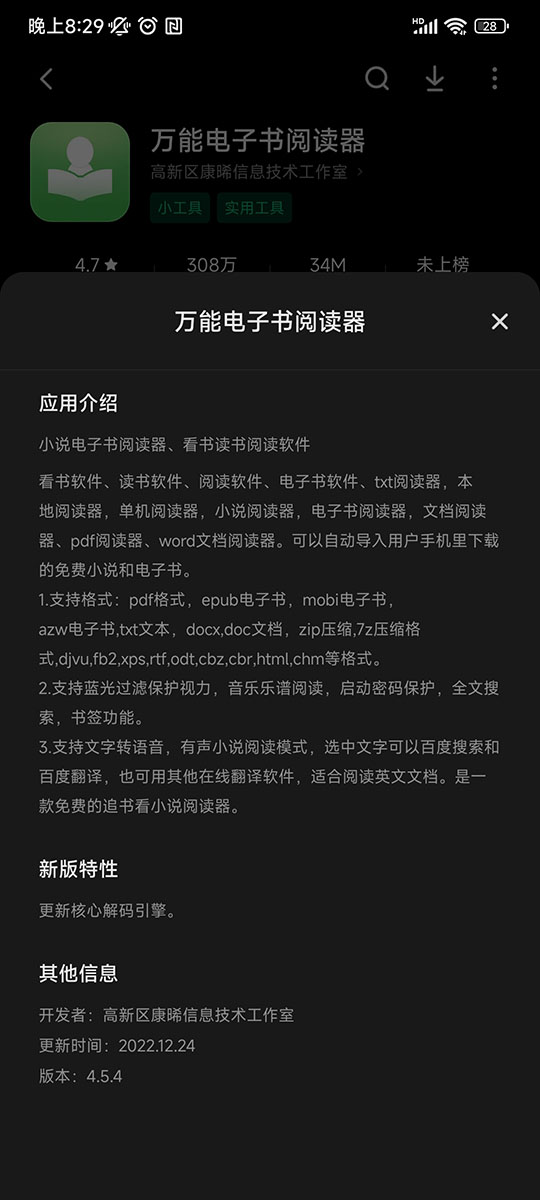 晚上8:29 HD 28
万能电子书阅读器
高新区康晞信息技术工作室
小工具 实用工具
4.7 308万 34M 未上榜
万能电子书阅读器
应用介绍
小说电子书阅读器、看书读书阅读软件
看书软件、读书软件、阅读软件、电子书软件、txt阅读器，本
地阅读器，单机阅读器，小说阅读器，电子书阅读器，文档阅读
器、pdf阅读器、word文档阅读器。可以自动导入用户手机里下载
的免费小说和电子书。
1.支持格式：pdf格式，epub电子书，mobi电子书，
azw电子书,txt文本，docx,doc文档，zip压缩,7z压缩格
式,djvu,fb2,xps,rtf,odt,cbz,cbr,html,chm等格式。
2.支持蓝光过滤保护视力，音乐乐谱阅读，启动密码保护，全文搜
索，书签功能。
3.支持文字转语音，有声小说阅读模式，选中文字可以百度搜索和
百度翻译，也可用其他在线翻译软件，适合阅读英文文档。是一
款免费的追书看小说阅读器。
新版特性
更新核心解码引擎。
其他信息
开发者：高新区康晞信息技术工作室
更新时间：2022.12.24
版本：4.5.4